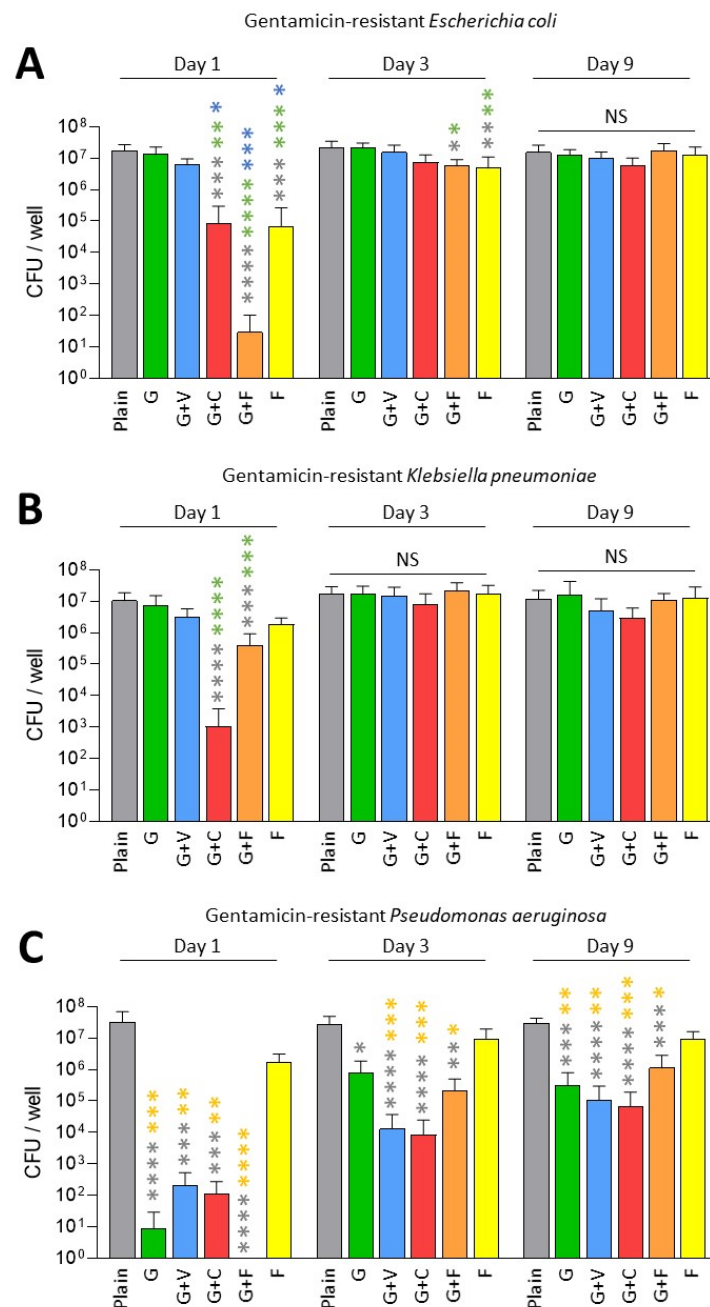 Gentamicin-resistant Escherichia coli
A
Day 1 Day 3 Day 9
NS
* ** *** *** **** **** * *** *** ** * *** **
CFU / well
10⁸
10⁷
10⁶
10⁵
10⁴
10³
10²
10¹
10⁰
Plain G G+V G+C G+F F Plain G G+V G+C G+F F Plain G G+V G+C G+F F
Gentamicin-resistant Klebsiella pneumoniae
B
Day 1 Day 3 Day 9
NS NS
**** **** *** ***
CFU / well
10⁸
10⁷
10⁶
10⁵
10⁴
10³
10²
10¹
10⁰
Plain G G+V G+C G+F F Plain G G+V G+C G+F F Plain G G+V G+C G+F F
Gentamicin-resistant Pseudomonas aeruginosa
C
Day 1 Day 3 Day 9
*** **** ** *** ** *** **** **** * *** **** *** **** * ** ** *** ** **** *** **** * ***
CFU / well
10⁸
10⁷
10⁶
10⁵
10⁴
10³
10²
10¹
10⁰
Plain G G+V G+C G+F F Plain G G+V G+C G+F F Plain G G+V G+C G+F F